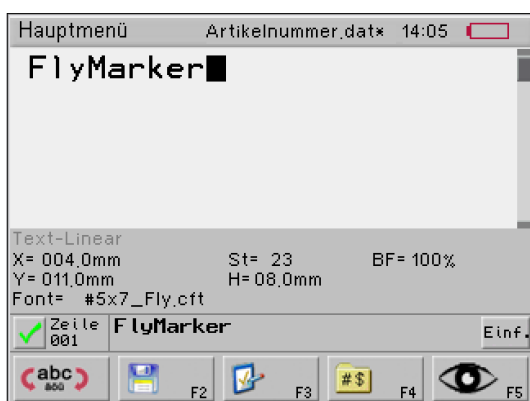 Hauptmenü Artikelnummer.dat* 14:05
FlyMarker
Text-Linear
X= 004.0mm St= 23 BF= 100%
Y= 011.0mm H= 08.0mm
Font= #5x7_Fly.cft
Zeile 001 FlyMarker Einf.
abc abc F2 F3 #$ F4 F5